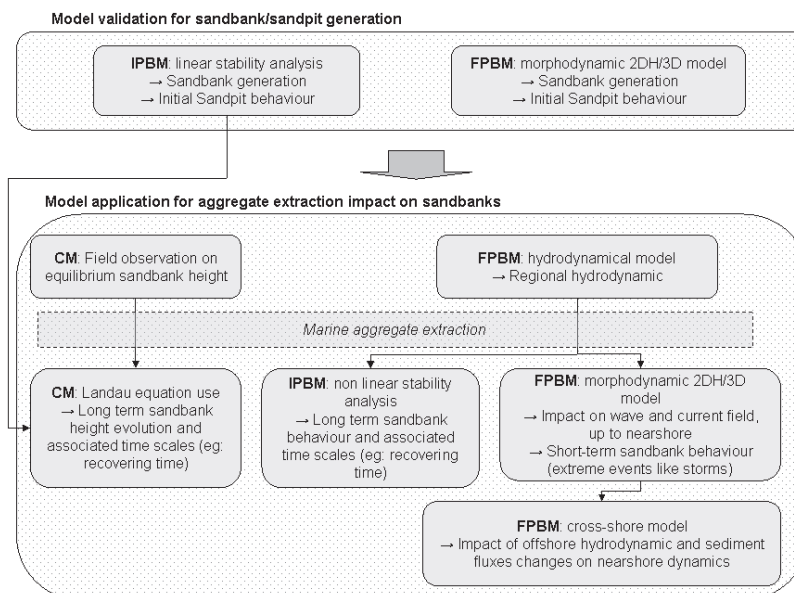 Model validation for sandbank/sandpit generation
IPBM: linear stability analysis
→ Sandbank generation
→ Initial Sandpit behaviour
FPBM: morphodynamic 2DH/3D model
→ Sandbank generation
→ Initial Sandpit behaviour
Model application for aggregate extraction impact on sandbanks
CM: Field observation on
equilibrium sandbank height
FPBM: hydrodynamical model
→ Regional hydrodynamic
Marine aggregate extraction
CM: Landau equation use
→ Long term sandbank
height evolution and
associated time scales (eg:
recovering time)
IPBM: non linear stability
analysis
→ Long term sandbank
behaviour and associated
time scales (eg: recovering
time)
FPBM: morphodynamic 2DH/3D
model
→ Impact on wave and current field,
up to nearshore
→ Short-term sandbank behaviour
(extreme events like storms)
FPBM: cross-shore model
→ Impact of offshore hydrodynamic and sediment
fluxes changes on nearshore dynamics